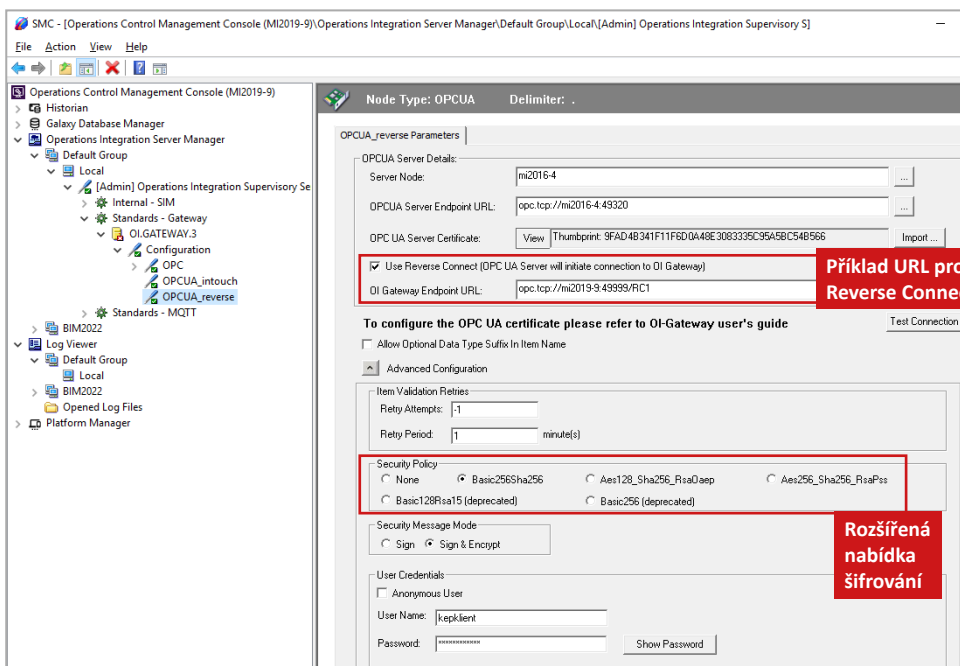 SMC - [Operations Control Management Console (MI2019-9)\Operations Integration Server Manager\Default Group\Local\[Admin] Operations Integration Supervisory S]
File Action View Help
Operations Control Management Console (MI2019-9)
Historian
Galaxy Database Manager
Operations Integration Server Manager
Default Group
Local
[Admin] Operations Integration Supervisory Se
Internal - SIM
Standards - Gateway
OI.GATEWAY.3
Configuration
OPC
OPCUA_intouch
OPCUA_reverse
Standards - MQTT
BIM2022
Log Viewer
Default Group
Local
BIM2022
Opened Log Files
Platform Manager
Node Type: OPCUA Delimiter: .
OPCUA_reverse Parameters
OPCUA Server Details:
Server Node: mi2016-4 ...
OPCUA Server Endpoint URL: opc.tcp://mi2016-4:49320 ...
OPC UA Server Certificate: View Thumbprint: 9FAD4B341F11F6D0A48E3083335C95A5BC54B566 Import ...
Use Reverse Connect (OPC UA Server will initiate connection to OI Gateway)
OI Gateway Endpoint URL: opc.tcp://mi2019-9:49999/RC1
Příklad URL pro
Reverse Connec
To configure the OPC UA certificate please refer to OI-Gateway user's guide Test Connection
Allow Optional Data Type Suffix In Item Name
Advanced Configuration
Item Validation Retries
Retry Attempts: -1
Retry Period: 1 minute(s)
Security Policy
None Basic256Sha256 Aes128_Sha256_RsaOaep Aes256_Sha256_RsaPss
Basic128Rsa15 (deprecated) Basic256 (deprecated)
Security Message Mode
Sign Sign & Encrypt
Rozšířená
nabídka
šifrování
User Credentials
Anonymous User
User Name: kepklient
Password: ************ Show Password